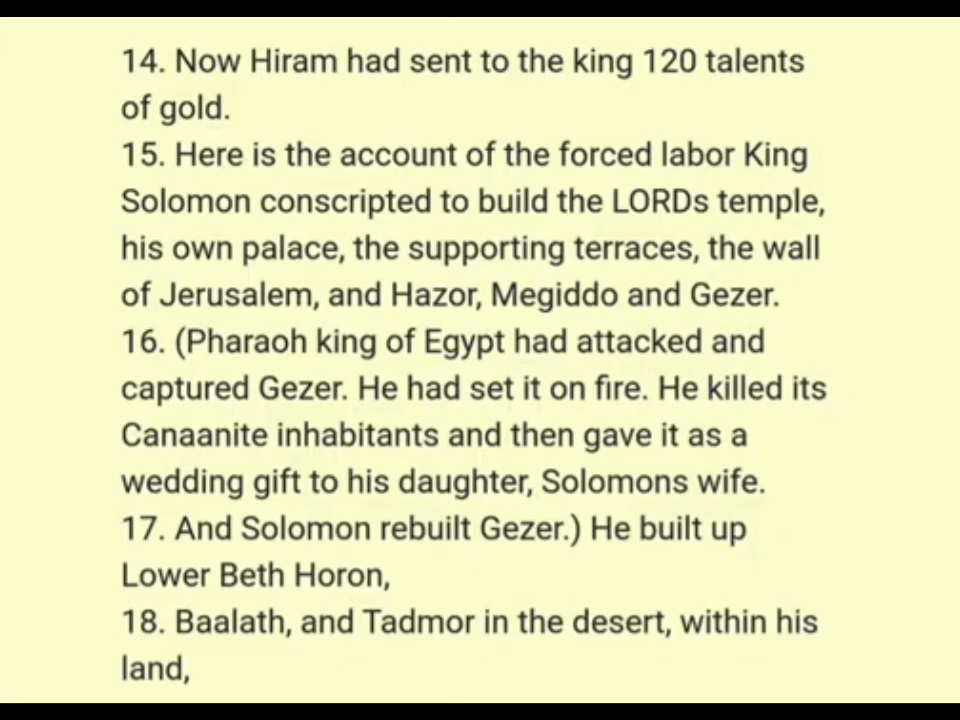 14. Now Hiram had sent to the king 120 talents
of gold.
15. Here is the account of the forced labor King
Solomon conscripted to build the LORDs temple,
his own palace, the supporting terraces, the wall
of Jerusalem, and Hazor, Megiddo and Gezer.
16. (Pharaoh king of Egypt had attacked and
captured Gezer. He had set it on fire. He killed its
Canaanite inhabitants and then gave it as a
wedding gift to his daughter, Solomons wife.
17. And Solomon rebuilt Gezer.) He built up
Lower Beth Horon,
18. Baalath, and Tadmor in the desert, within his
land,